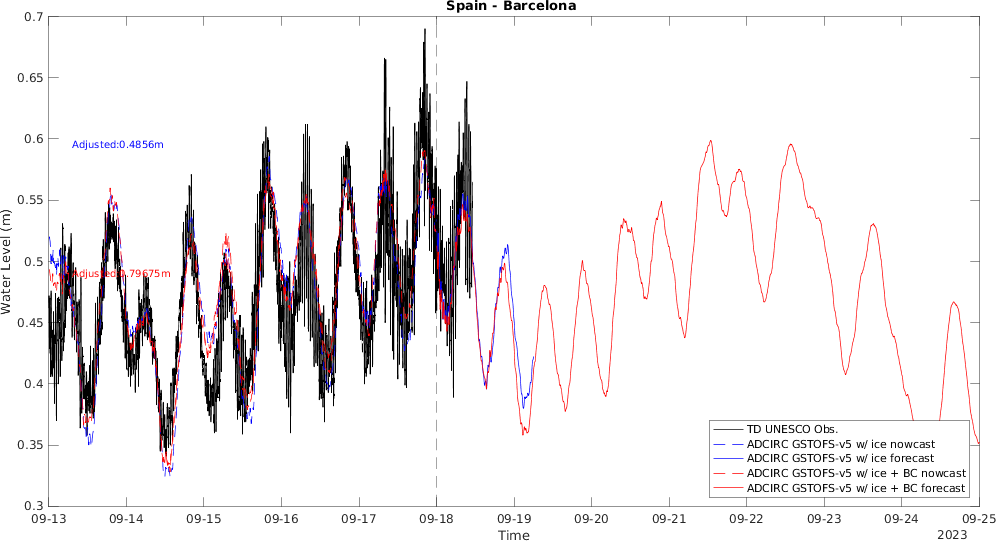 Spain - Barcelona
0.7
0.65
0.6
0.55
0.5
0.45
0.4
0.35
0.3
Water Level (m)
Adjusted:0.4856m
Adjusted:0.79675m
TD UNESCO Obs.
ADCIRC GSTOFS-v5 w/ ice nowcast
ADCIRC GSTOFS-v5 w/ ice forecast
ADCIRC GSTOFS-v5 w/ ice + BC nowcast
ADCIRC GSTOFS-v5 w/ ice + BC forecast
09-13 09-14 09-15 09-16 09-17 09-18 09-19 09-20 09-21 09-22 09-23 09-24 09-25
Time
2023